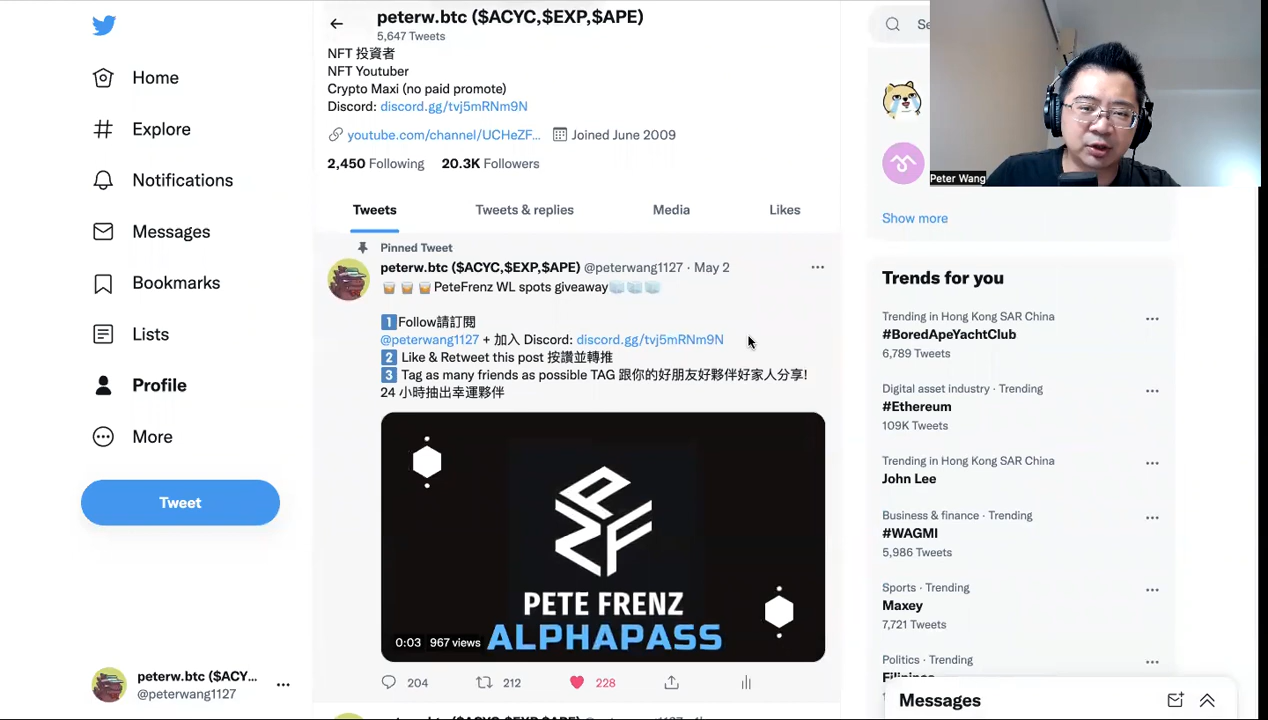 Home
Explore
Notifications
Messages
Bookmarks
Lists
Profile
More
Tweet
peterw.btc ($ACY...
@peterwang1127
peterw.btc ($ACYC,$EXP,$APE)
5,647 Tweets
NFT 投資者
NFT Youtuber
Crypto Maxi (no paid promote)
Discord: discord.gg/tvj5mRNm9N
youtube.com/channel/UCHeZF... Joined June 2009
2,450 Following 20.3K Followers
Tweets Tweets & replies Media Likes
Pinned Tweet
peterw.btc ($ACYC,$EXP,$APE) @peterwang1127 · May 2
PeteFrenz WL spots giveaway
1 Follow請訂閱
@peterwang1127 + 加入 Discord: discord.gg/tvj5mRNm9N
2 Like & Retweet this post 按讚並轉推
3 Tag as many friends as possible TAG 跟你的好朋友好夥伴好家人分享!
24 小時抽出幸運夥伴
PZF
PETE FRENZ
ALPHAPASS
0:03 967 views
204 212 228
Se
Peter Wang
Show more
Trends for you
Trending in Hong Kong SAR China
#BoredApeYachtClub
6,789 Tweets
Digital asset industry · Trending
#Ethereum
109K Tweets
Trending in Hong Kong SAR China
John Lee
Business & finance · Trending
#WAGMI
5,986 Tweets
Sports · Trending
Maxey
7,721 Tweets
Politics · Trending
Messages